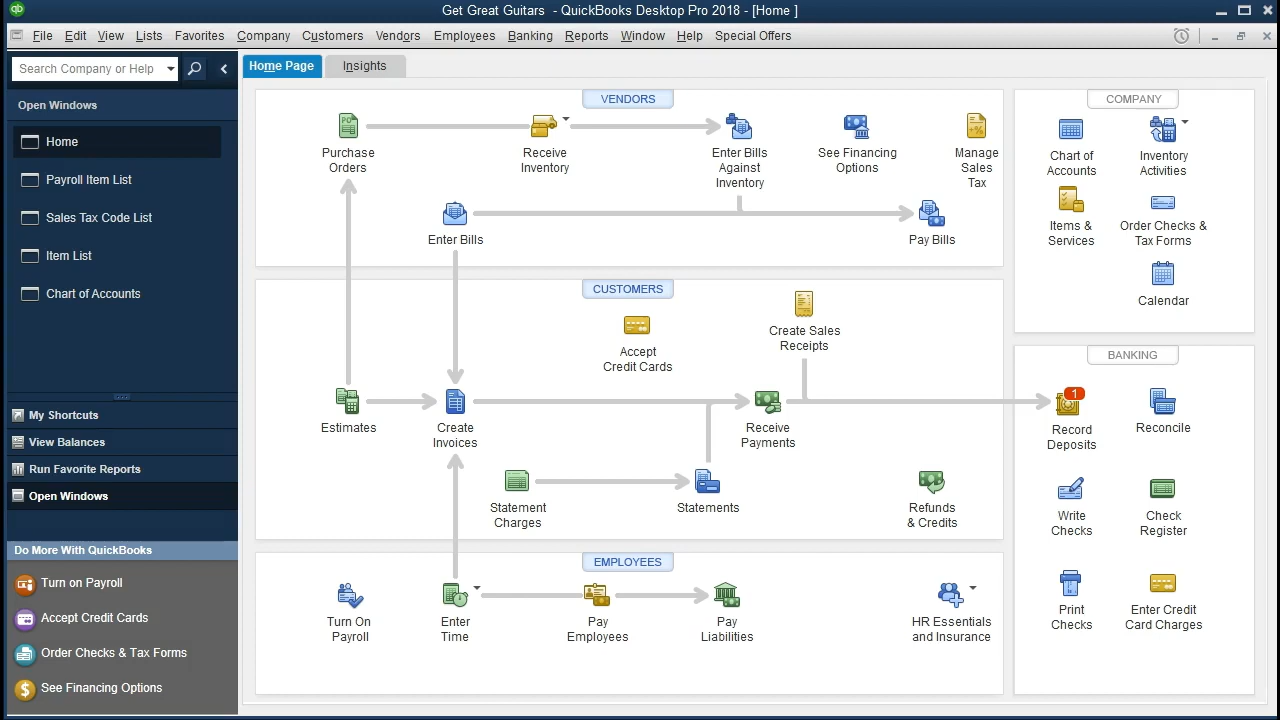 qb
Get Great Guitars - QuickBooks Desktop Pro 2018 - [Home ]
File Edit View Lists Favorites Company Customers Vendors Employees Banking Reports Window Help Special Offers
Search Company or Help
Home Page
Insights
Open Windows
Home
Payroll Item List
Sales Tax Code List
Item List
Chart of Accounts
My Shortcuts
View Balances
Run Favorite Reports
Open Windows
Do More With QuickBooks
Turn on Payroll
Accept Credit Cards
Order Checks & Tax Forms
$
See Financing Options
VENDORS
Purchase
Orders
Receive
Inventory
Enter Bills
Against
Inventory
See Financing
Options
Manage
Sales
Tax
Enter Bills
Pay Bills
CUSTOMERS
Accept
Credit Cards
Create Sales
Receipts
Estimates
Create
Invoices
Receive
Payments
Statement
Charges
Statements
Refunds
& Credits
EMPLOYEES
Turn On
Payroll
Enter
Time
Pay
Employees
Pay
Liabilities
HR Essentials
and Insurance
COMPANY
Chart of
Accounts
Inventory
Activities
Items &
Services
Order Checks &
Tax Forms
Calendar
BANKING
1
Record
Deposits
Reconcile
Write
Checks
Check
Register
Print
Checks
Enter Credit
Card Charges